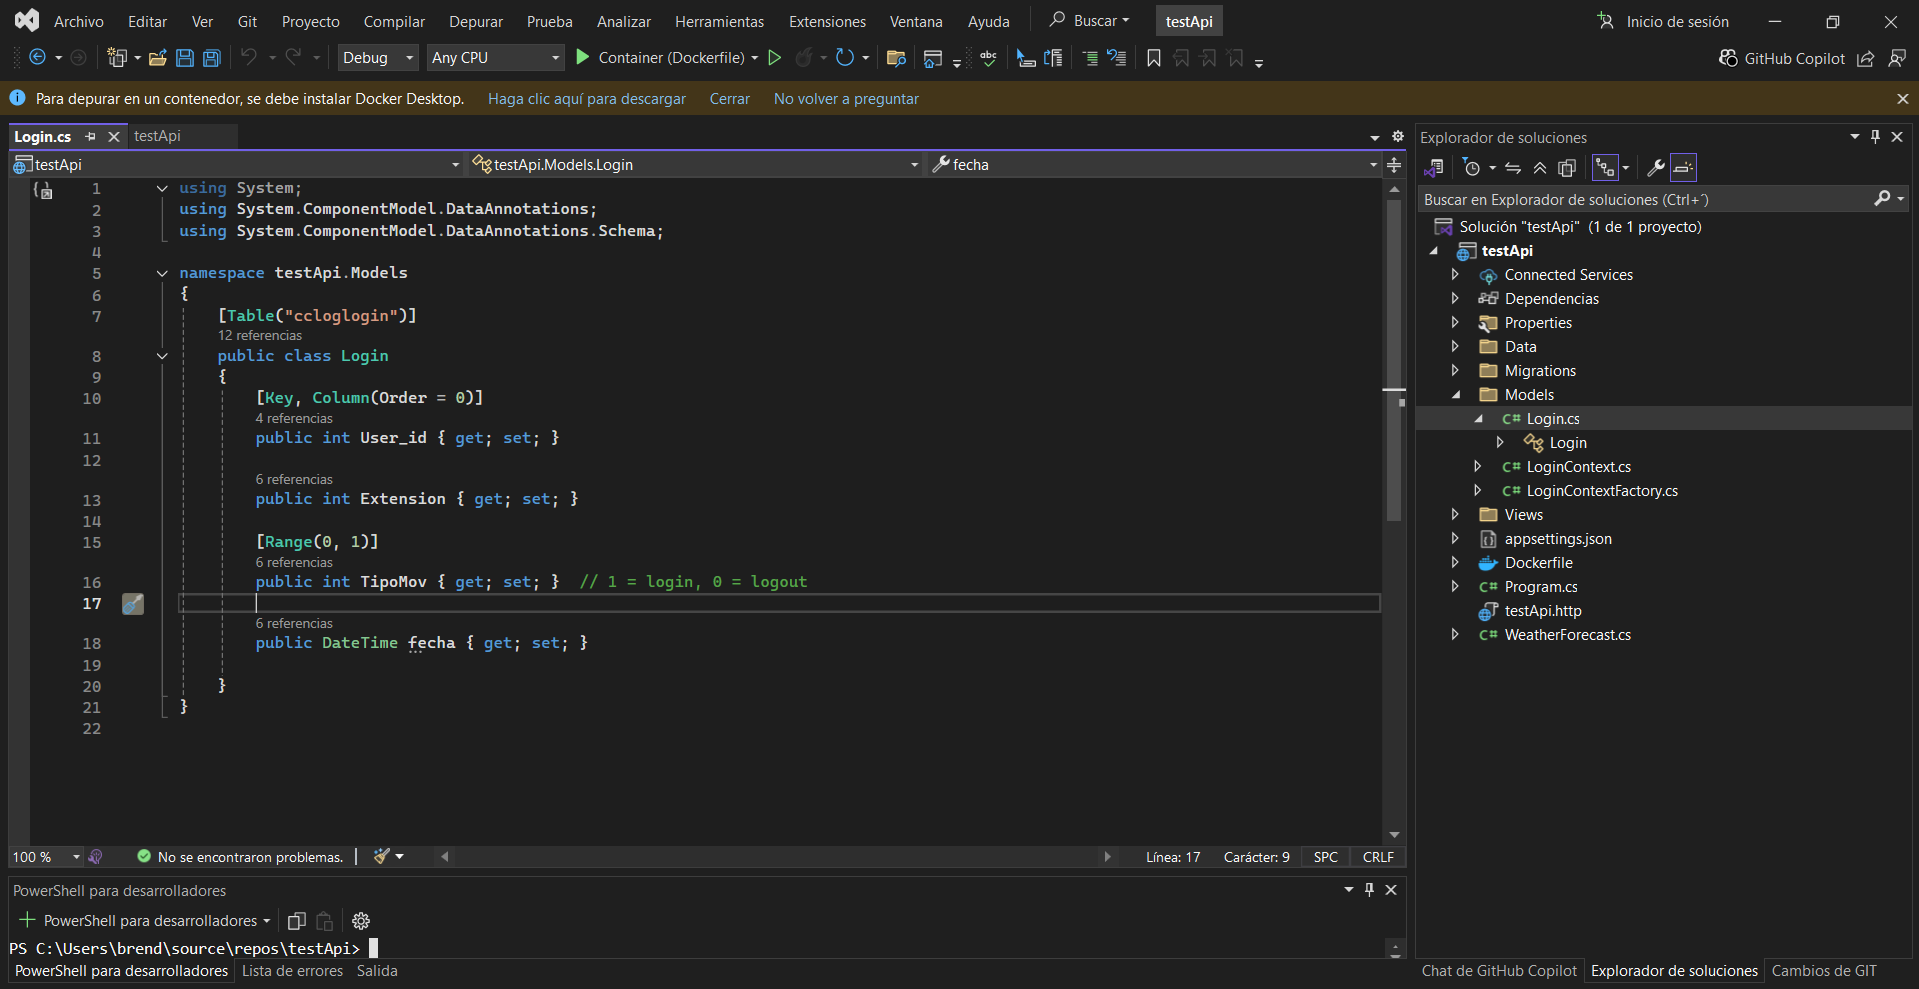 Archivo Editar Ver Git Proyecto Compilar Depurar Prueba Analizar Herramientas Extensiones Ventana Ayuda Buscar testApi Inicio de sesión
Debug Any CPU Container (Dockerfile) abc GitHub Copilot
Para depurar en un contenedor, se debe instalar Docker Desktop. Haga clic aquí para descargar Cerrar No volver a preguntar
Login.cs testApi
testApi testApi.Models.Login fecha
1 using System;
2 using System.ComponentModel.DataAnnotations;
3 using System.ComponentModel.DataAnnotations.Schema;
4
5 namespace testApi.Models
6 {
7 [Table("ccloglogin")]
12 referencias
8 public class Login
9 {
10 [Key, Column(Order = 0)]
4 referencias
11 public int User_id { get; set; }
12
6 referencias
13 public int Extension { get; set; }
14
15 [Range(0, 1)]
6 referencias
16 public int TipoMov { get; set; } // 1 = login, 0 = logout
17
6 referencias
18 public DateTime fecha { get; set; }
19
20 }
21 }
22
100 % No se encontraron problemas. Línea: 17 Carácter: 9 SPC CRLF
PowerShell para desarrolladores
PowerShell para desarrolladores
PS C:\Users\brend\source\repos\testApi>
PowerShell para desarrolladores Lista de errores Salida
Explorador de soluciones
Buscar en Explorador de soluciones (Ctrl+´)
Solución "testApi" (1 de 1 proyecto)
testApi
Connected Services
Dependencias
Properties
Data
Migrations
Models
C# Login.cs
Login
C# LoginContext.cs
C# LoginContextFactory.cs
Views
appsettings.json
Dockerfile
C# Program.cs
testApi.http
C# WeatherForecast.cs
Chat de GitHub Copilot Explorador de soluciones Cambios de GIT